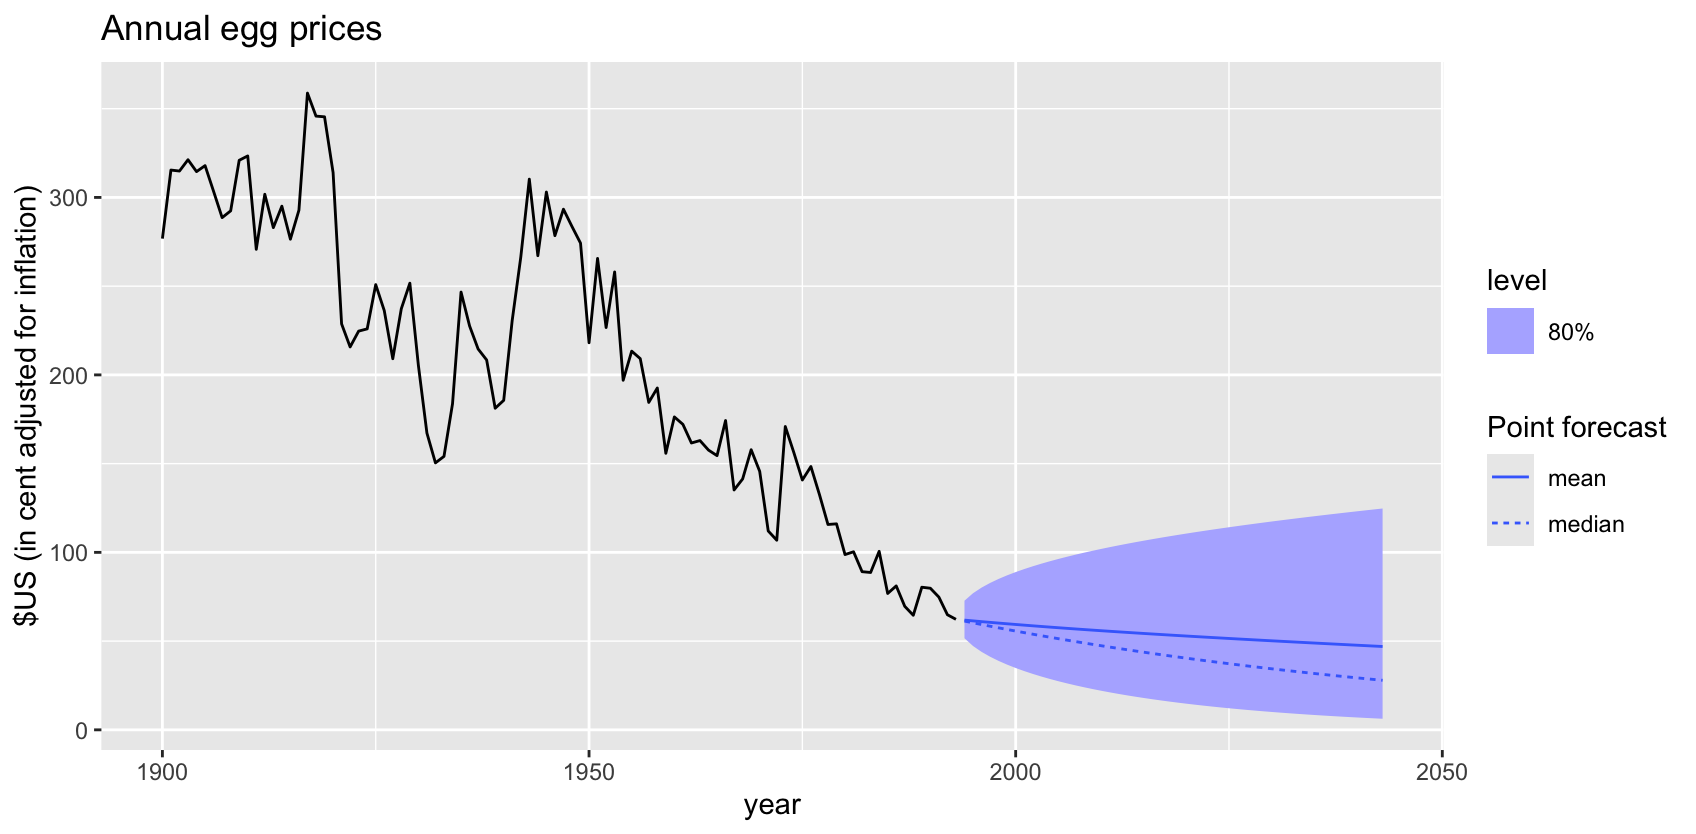 Annual egg prices
$US (in cent adjusted for inflation)
300
200
100
0
1900
1950
2000
2050
year
level
80%
Point forecast
mean
median